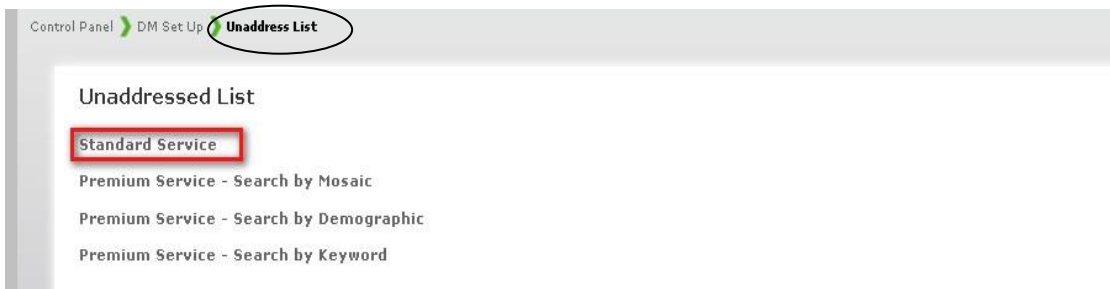 Control Panel DM Set Up Unaddress List
Unaddressed List
Standard Service
Premium Service - Search by Mosaic
Premium Service - Search by Demographic
Premium Service - Search by Keyword